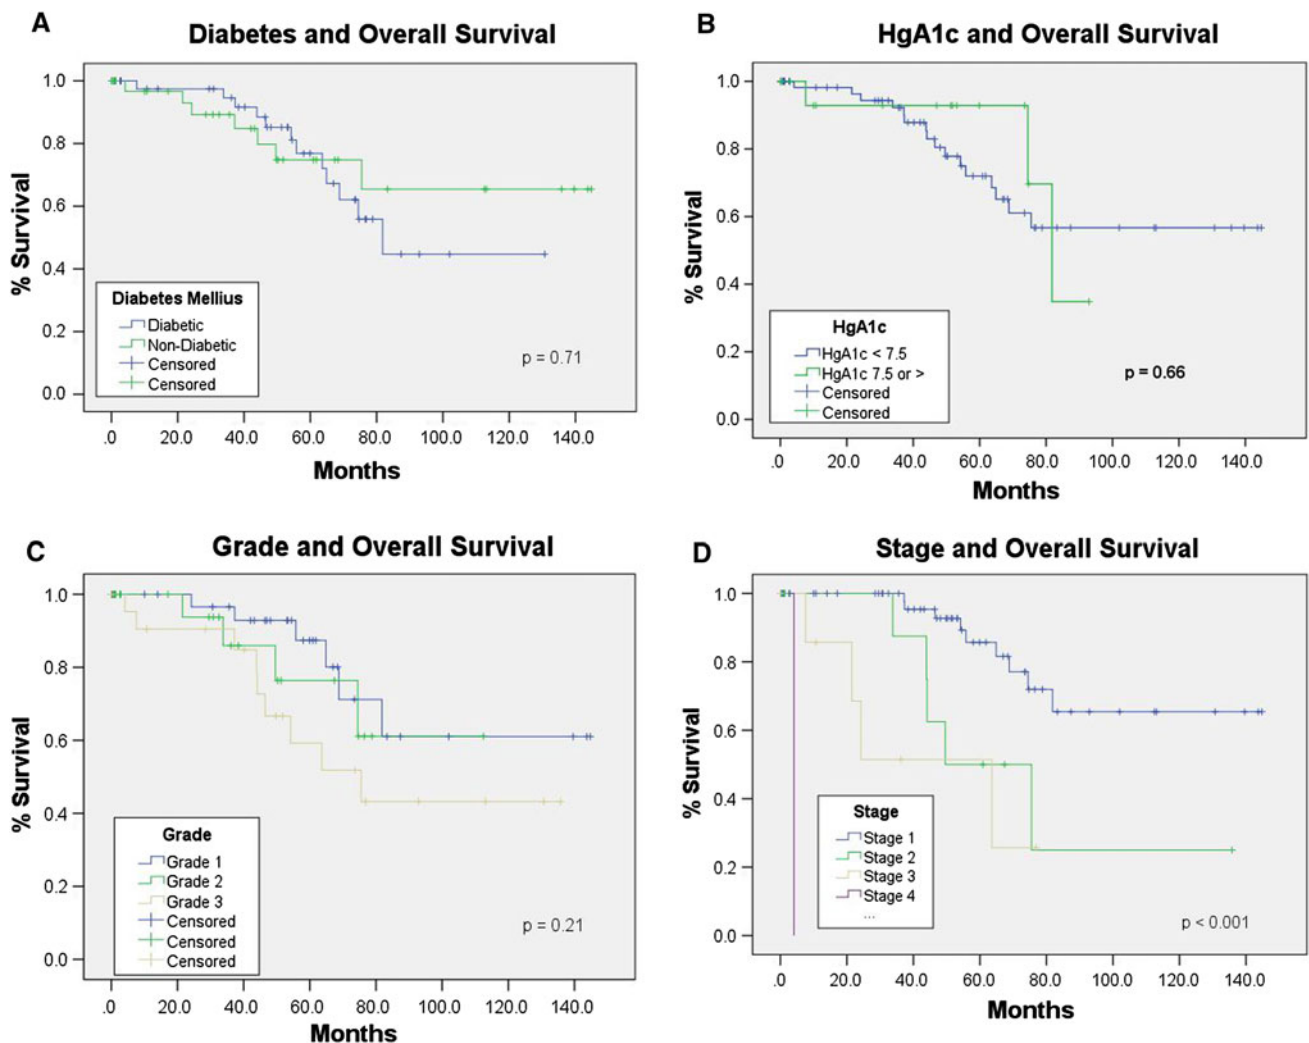 A
Diabetes and Overall Survival
% Survival
1.0
0.8
0.6
0.4
0.2
0.0
Diabetes Mellius
Diabetic
Non-Diabetic
Censored
Censored
p = 0.71
.0 20.0 40.0 60.0 80.0 100.0 120.0 140.0
Months
B
HgA1c and Overall Survival
% Survival
1.0
0.8
0.6
0.4
0.2
0.0
HgA1c
HgA1c < 7.5
HgA1c 7.5 or >
Censored
Censored
p = 0.66
.0 20.0 40.0 60.0 80.0 100.0 120.0 140.0
Months
C
Grade and Overall Survival
% Survival
1.0
0.8
0.6
0.4
0.2
0.0
Grade
Grade 1
Grade 2
Grade 3
Censored
Censored
Censored
p = 0.21
.0 20.0 40.0 60.0 80.0 100.0 120.0 140.0
Months
D
Stage and Overall Survival
% Survival
1.0
0.8
0.6
0.4
0.2
0.0
Stage
Stage 1
Stage 2
Stage 3
Stage 4
...
p < 0.001
.0 20.0 40.0 60.0 80.0 100.0 120.0 140.0
Months